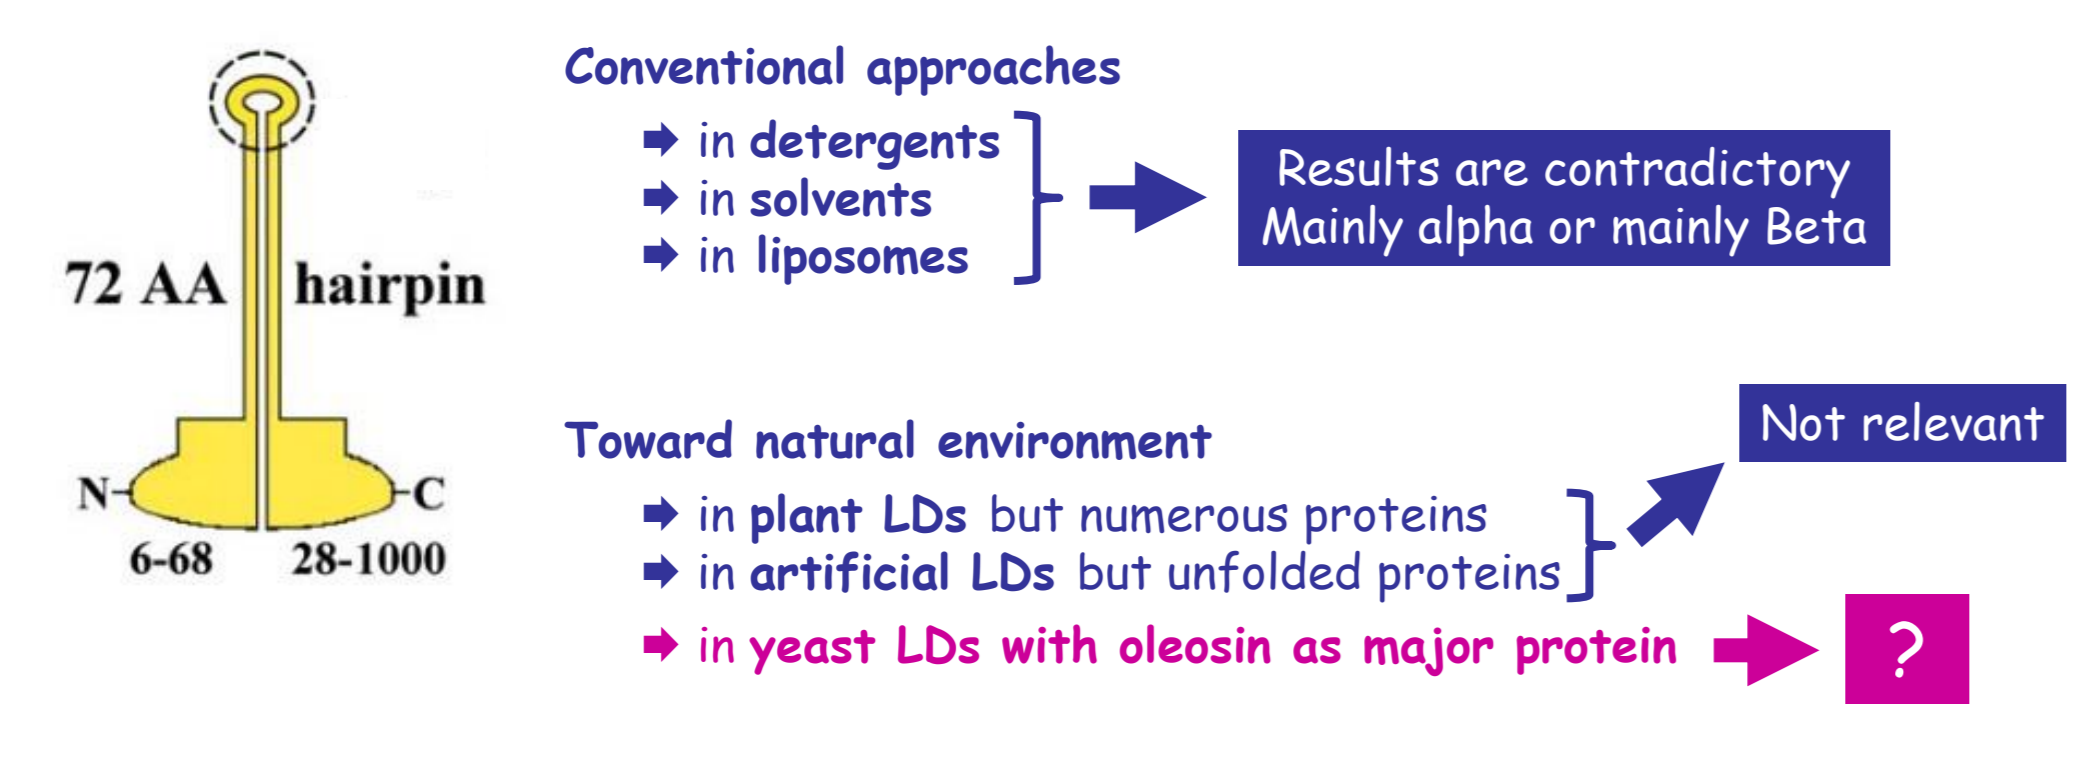 72 AA hairpin
N
C
6-68
28-1000
Conventional approaches
in detergents
in solvents
in liposomes
Results are contradictory
Mainly alpha or mainly Beta
Toward natural environment
Not relevant
in plant LDs but numerous proteins
in artificial LDs but unfolded proteins
in yeast LDs with oleosin as major protein
?